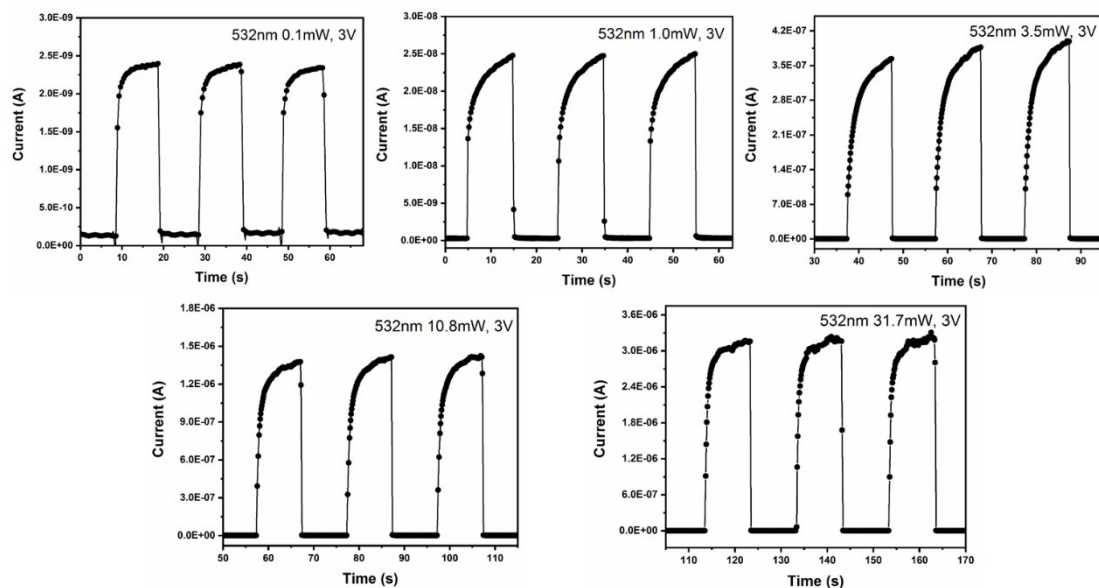 532nm 0.1mW, 3V
Current (A)
3.0E-09
2.5E-09
2.0E-09
1.5E-09
1.0E-09
5.0E-10
0.0E+00
0 10 20 30 40 50 60
Time (s)
532nm 1.0mW, 3V
Current (A)
3.0E-08
2.5E-08
2.0E-08
1.5E-08
1.0E-08
5.0E-09
0.0E+00
0 10 20 30 40 50 60
Time (s)
532nm 3.5mW, 3V
Current (A)
4.2E-07
3.5E-07
2.8E-07
2.1E-07
1.4E-07
7.0E-08
0.0E+00
30 40 50 60 70 80 90
Time (s)
532nm 10.8mW, 3V
Current (A)
1.8E-06
1.5E-06
1.2E-06
9.0E-07
6.0E-07
3.0E-07
0.0E+00
50 60 70 80 90 100 110
Time (s)
532nm 31.7mW, 3V
Current (A)
3.6E-06
3.0E-06
2.4E-06
1.8E-06
1.2E-06
6.0E-07
0.0E+00
110 120 130 140 150 160 170
Time (s)